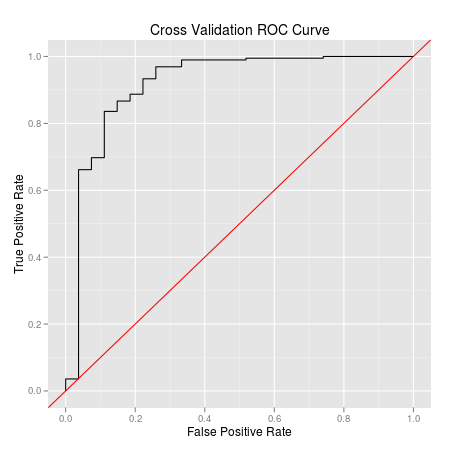 Cross Validation ROC Curve
True Positive Rate
1.0
0.8
0.6
0.4
0.2
0.0
0.0 0.2 0.4 0.6 0.8 1.0
False Positive Rate